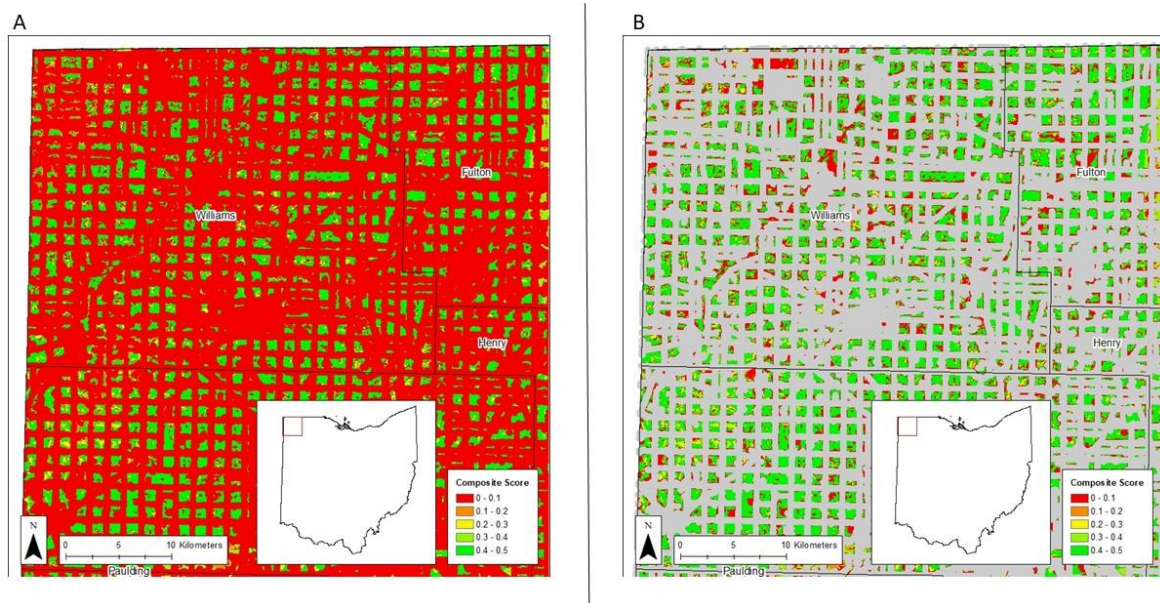 A
Fulton
Williams
Henry
Composite Score
0 - 0.1
0.1 - 0.2
0.2 - 0.3
0.3 - 0.4
0.4 - 0.5
N
0 5 10 Kilometers
Paulding
B
Fulton
Williams
Henry
Composite Score
0 - 0.1
0.1 - 0.2
0.2 - 0.3
0.3 - 0.4
0.4 - 0.5
N
0 5 10 Kilometers
Paulding